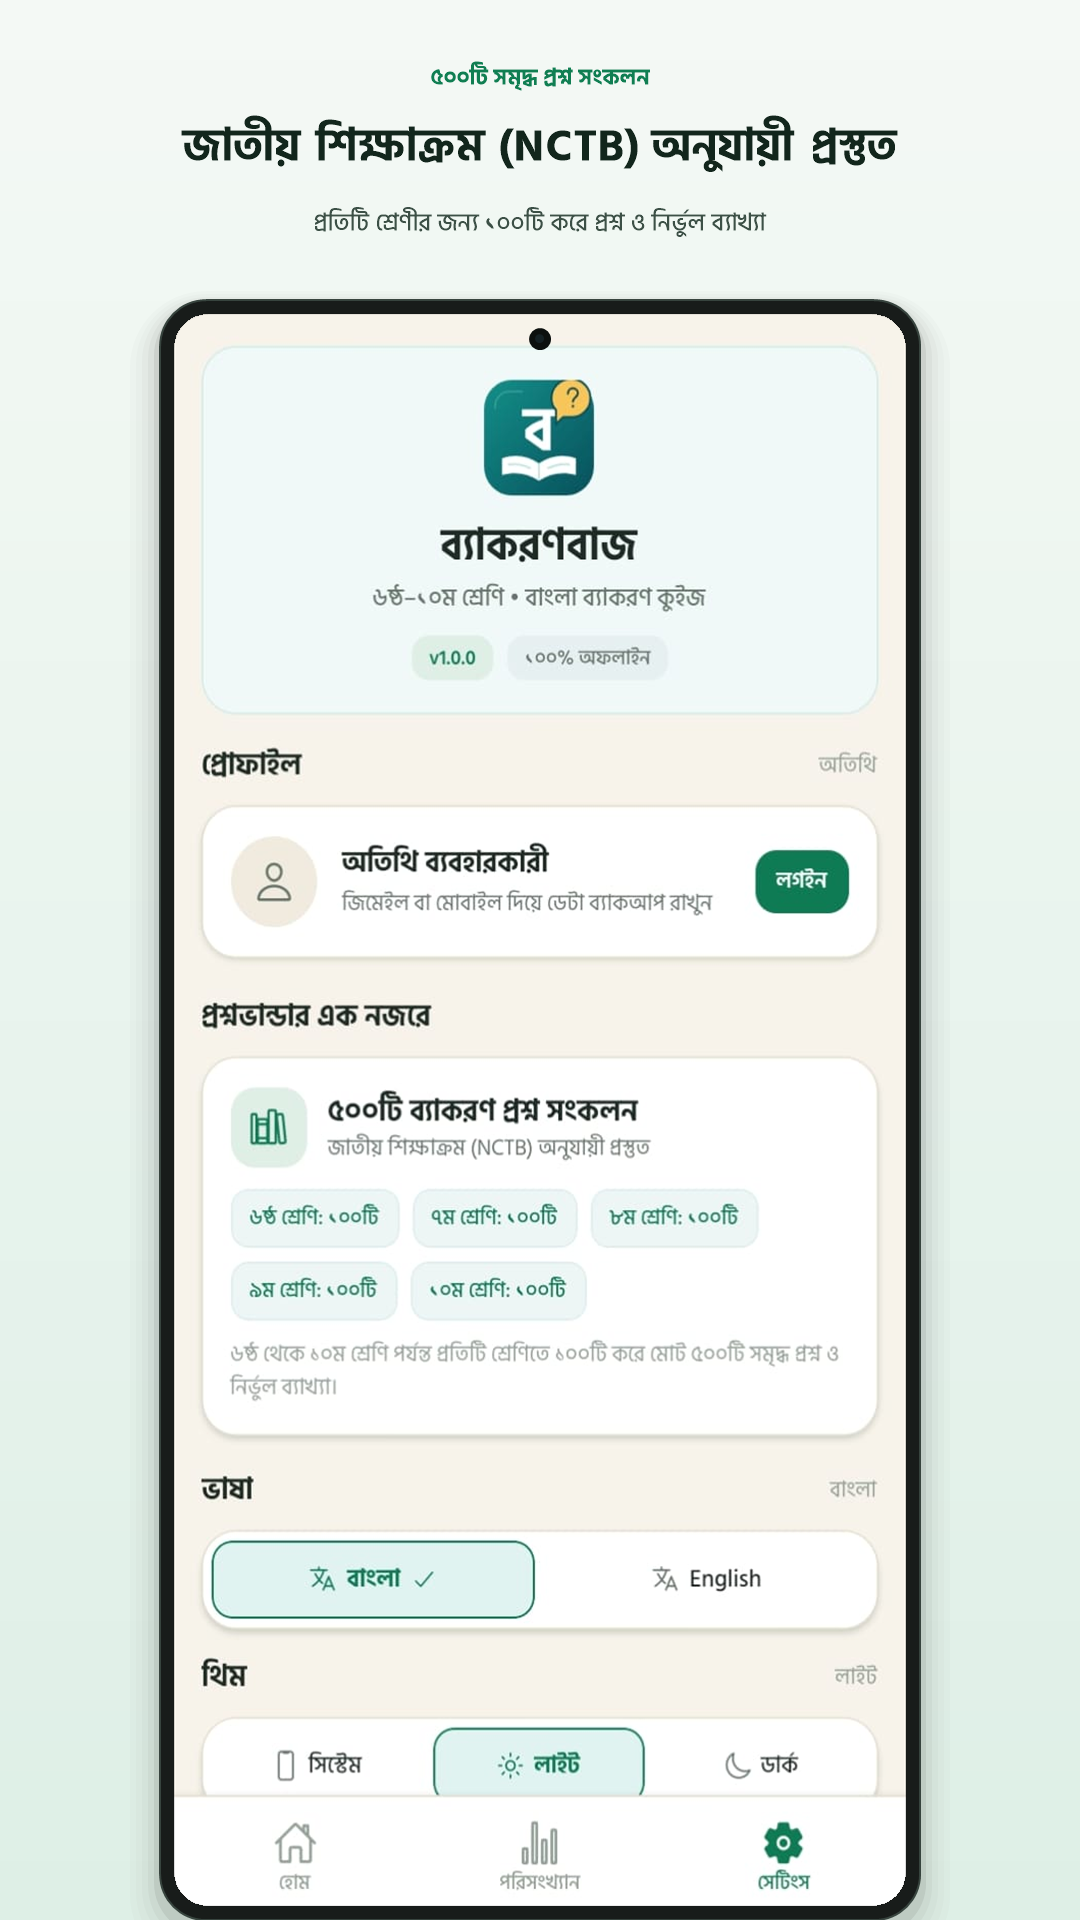 ৫০০টি সমৃদ্ধ প্রশ্ন সংকলন
জাতীয় শিক্ষাক্রম (NCTB) অনুযায়ী প্রস্তুত
প্রতিটি শ্রেণীর জন্য ১০০টি করে প্রশ্ন ও নির্ভুল ব্যাখ্যা
?
ব
ব্যাকরণবাজ
৬ষ্ঠ–১০ম শ্রেণি • বাংলা ব্যাকরণ কুইজ
v1.0.0 ১০০% অফলাইন
প্রোফাইল অতিথি
অতিথি ব্যবহারকারী
জিমেইল বা মোবাইল দিয়ে ডেটা ব্যাকআপ রাখুন
লগইন
প্রশ্নভান্ডার এক নজরে
৫০০টি ব্যাকরণ প্রশ্ন সংকলন
জাতীয় শিক্ষাক্রম (NCTB) অনুযায়ী প্রস্তুত
৬ষ্ঠ শ্রেণি: ১০০টি ৭ম শ্রেণি: ১০০টি ৮ম শ্রেণি: ১০০টি
৯ম শ্রেণি: ১০০টি ১০ম শ্রেণি: ১০০টি
৬ষ্ঠ থেকে ১০ম শ্রেণি পর্যন্ত প্রতিটি শ্রেণিতে ১০০টি করে মোট ৫০০টি সমৃদ্ধ প্রশ্ন ও
নির্ভুল ব্যাখ্যা।
ভাষা বাংলা
বাংলা English
থিম লাইট
সিস্টেম লাইট ডার্ক
হোম পরিসংখ্যান সেটিংস